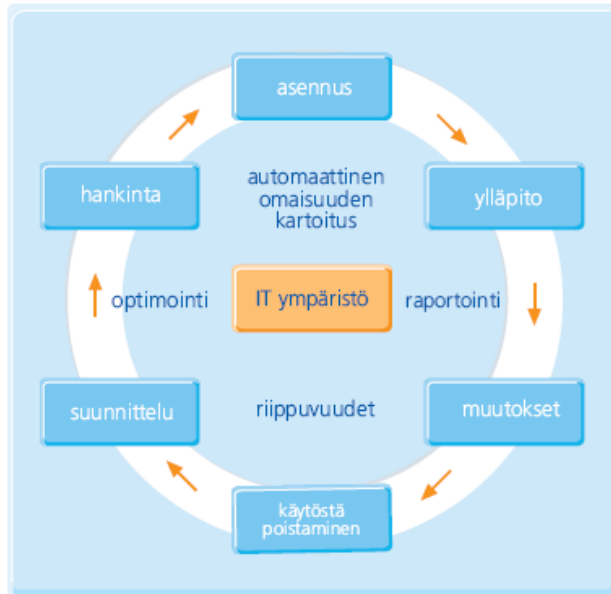 asennus
hankinta
automaattinen
omaisuuden
kartoitus
ylläpito
optimointi
IT ympäristö
raportointi
suunnittelu
riippuvuudet
muutokset
käytöstä
poistaminen